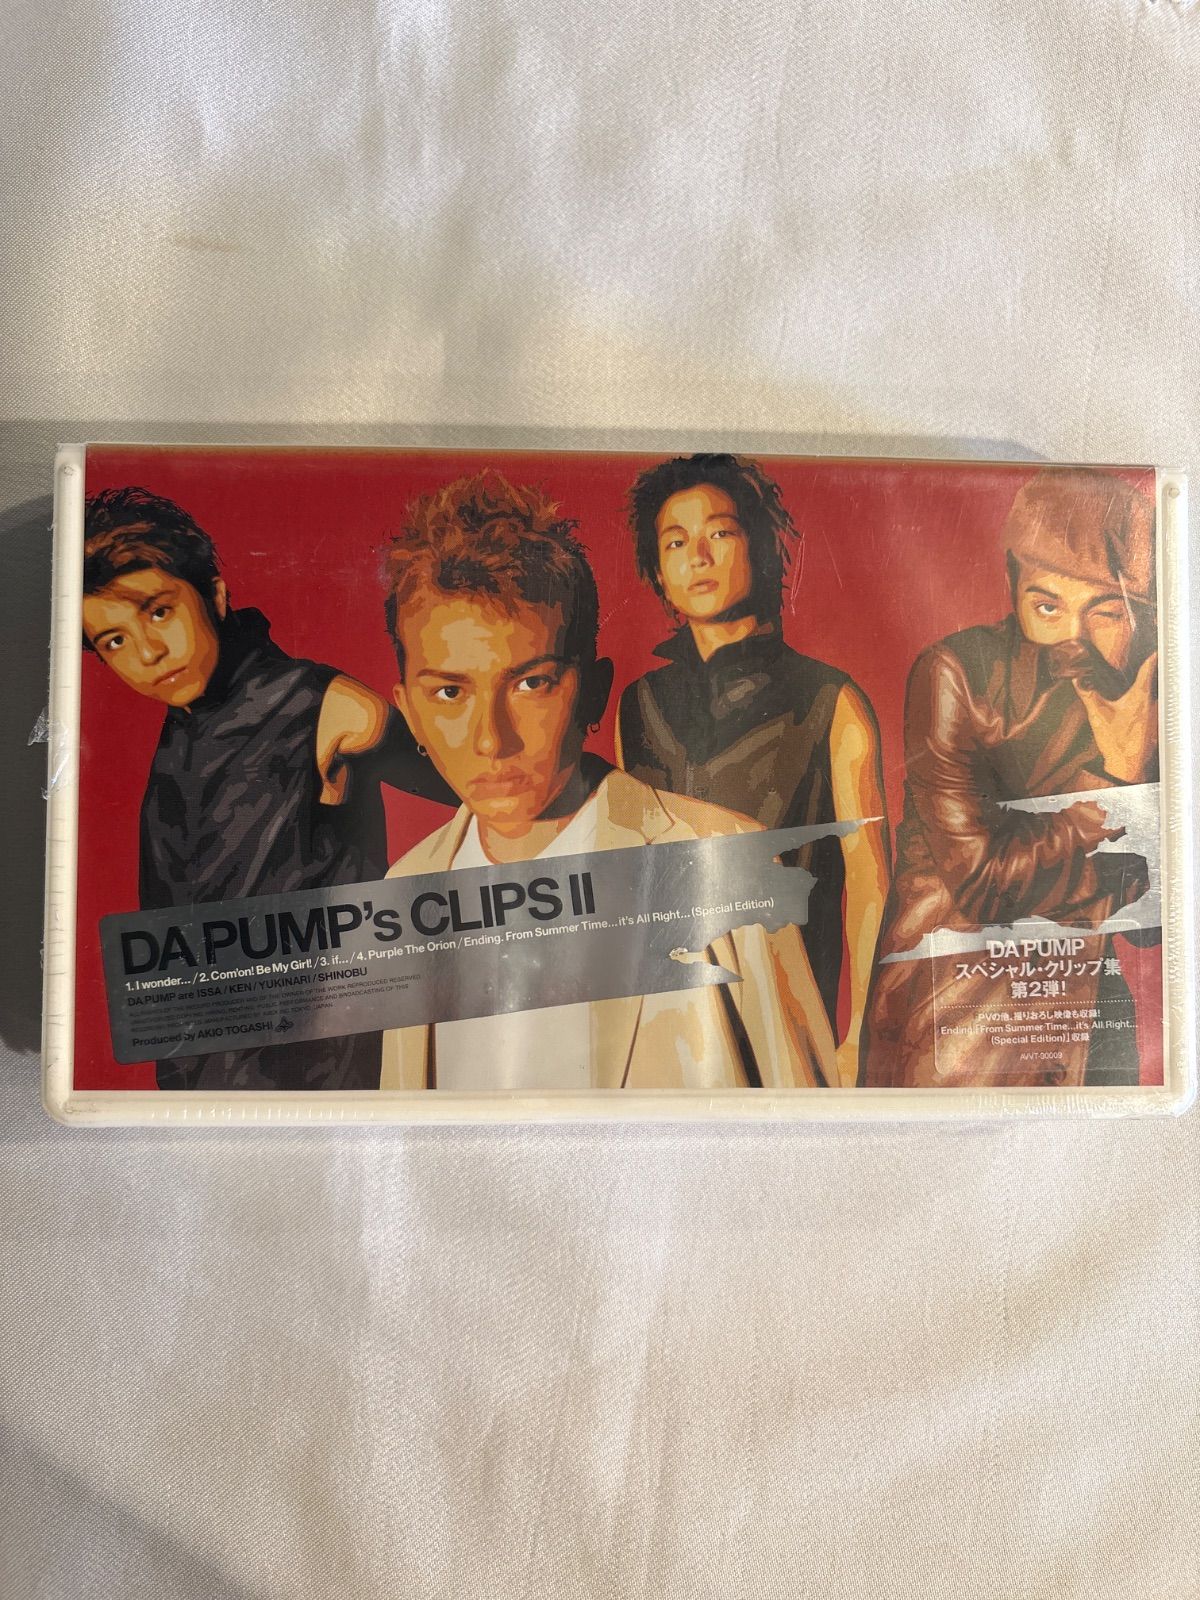 DA PUMP's CLIPS II
1. I wonder... / 2. Com'on! Be My Girl! / 3. if... / 4. Purple The Orion / Ending. From Summer Time...it's All Right... (Special Edition)
DA PUMP are ISSA / KEN / YUKINARI / SHINOBU
Produced by AKIO TOGASHI
DA PUMP
スペシャル・クリップ集
第2弾!
PVの他、撮りおろし映像も収録!
Ending.「From Summer Time...it's All Right...
(Special Edition)」収録
AVVT-90009